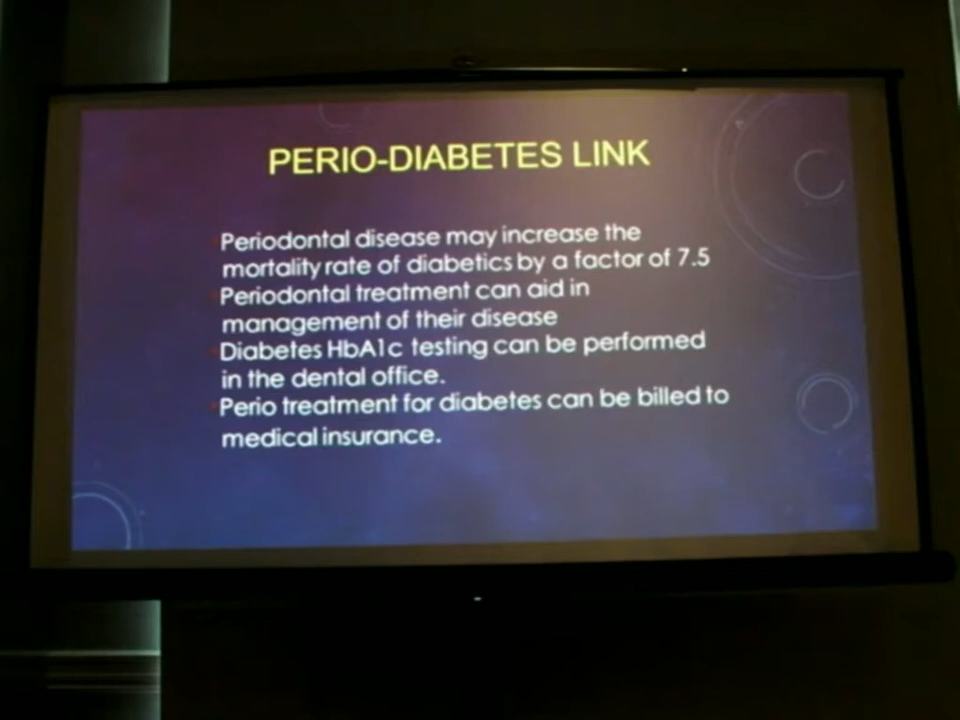 PERIO-DIABETES LINK
Periodontal disease may increase the
mortality rate of diabetics by a factor of 7.5
Periodontal treatment can aid in
management of their disease
Diabetes HbA1c testing can be performed
in the dental office.
Perio treatment for diabetes can be billed to
medical insurance.